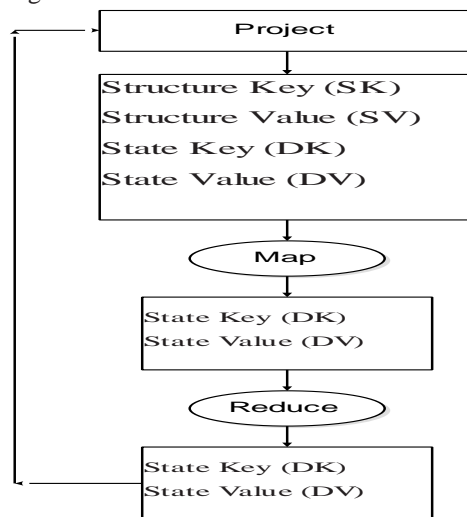 Project
Structure Key (SK)
Structure Value (SV)
State Key (DK)
State Value (DV)
Map
State Key (DK)
State Value (DV)
Reduce
State Key (DK)
State Value (DV)